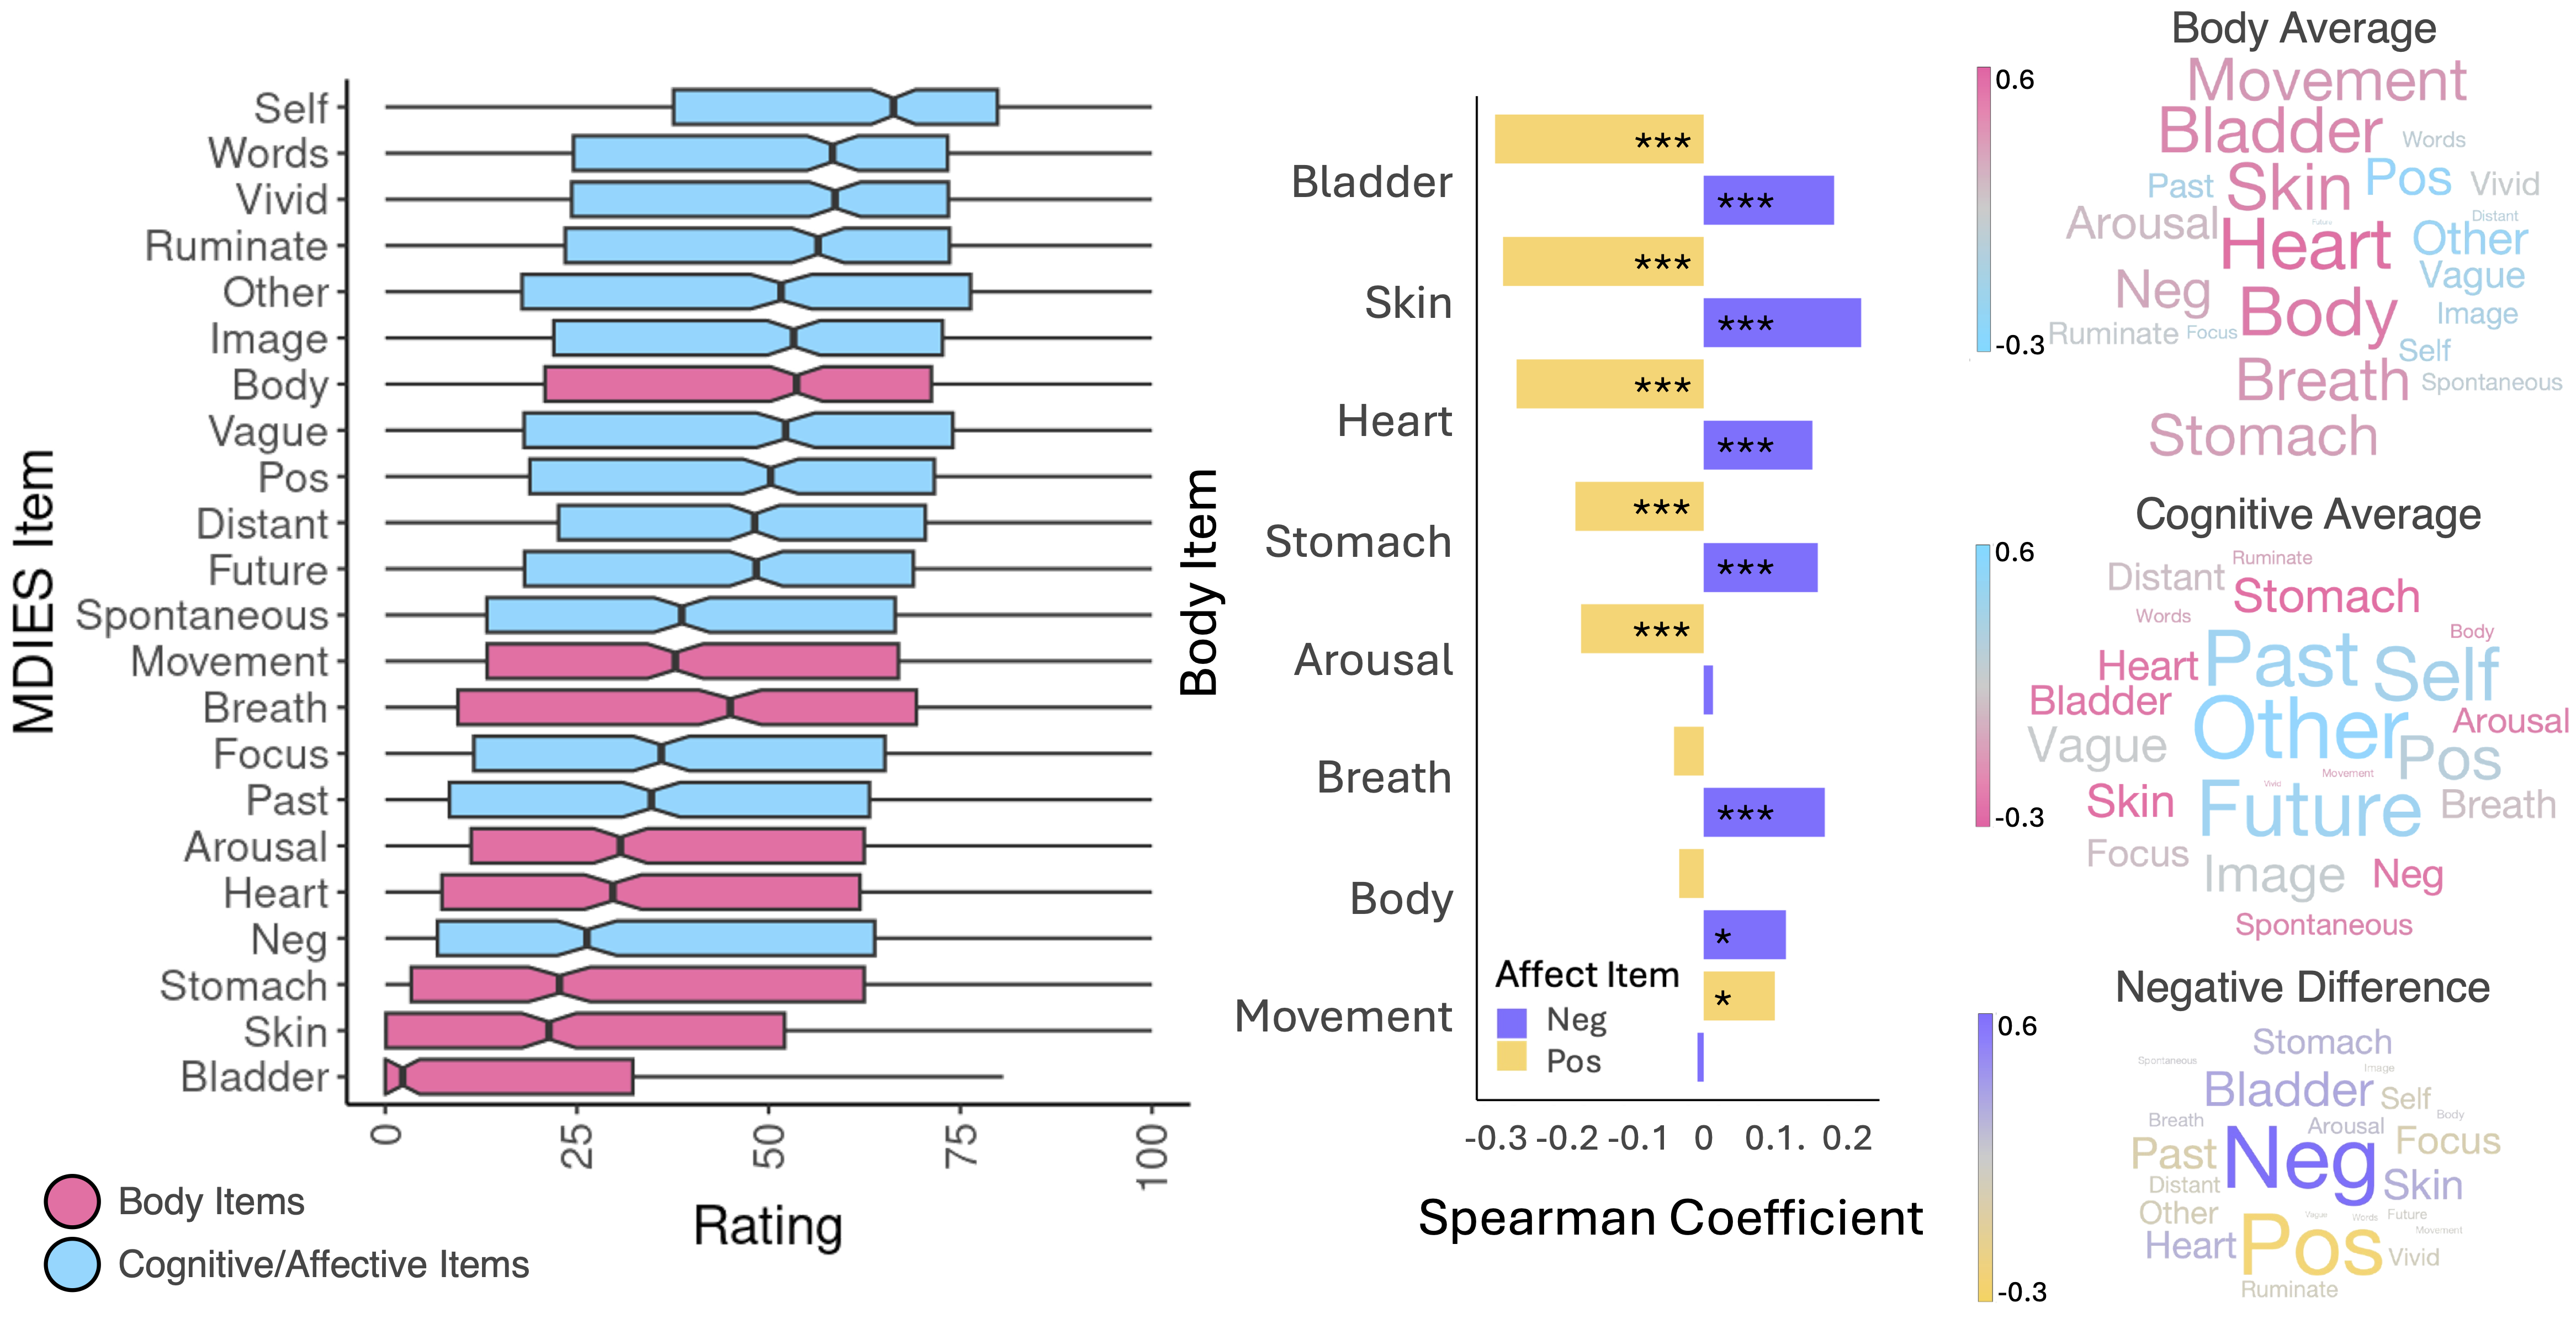 MDIES Item
Self
Words
Vivid
Ruminate
Other
Image
Body
Vague
Pos
Distant
Future
Spontaneous
Movement
Breath
Focus
Past
Arousal
Heart
Neg
Stomach
Skin
Bladder
0 25 50 75 100
Rating
Body Items
Cognitive/Affective Items
Body Item
Bladder
***
***
Skin
***
***
Heart
***
***
Stomach
***
***
Arousal
***
Breath
***
Body
*
Movement
*
Affect Item
Neg
Pos
-0.3 -0.2 -0.1 0 0.1. 0.2
Spearman Coefficient
Body Average
0.6
-0.3
Movement
Bladder Words
Past Skin Pos Vivid
Arousal Future Distant
Heart Other
Neg Vague
Body Image
Ruminate Focus
Self
Breath Spontaneous
Stomach
Cognitive Average
0.6
-0.3
Ruminate
Distant Stomach
Words
Body
Heart Past Self
Bladder
Other Arousal
Vague Pos
Vivid Movement
Skin Future Breath
Focus
Image Neg
Spontaneous
Negative Difference
0.6
-0.3
Stomach
Spontaneous Image
Bladder Self
Breath Arousal Body
Past Neg Focus
Distant Skin
Other Vague Words Future
Movement
Heart Pos Vivid
Ruminate